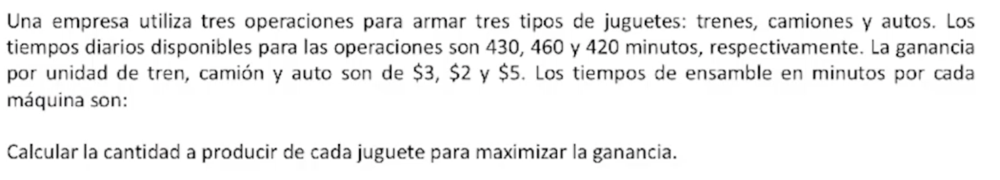 Una empresa utiliza tres operaciones para armar tres tipos de juguetes: trenes, camiones y autos. Los
tiempos diarios disponibles para las operaciones son 430, 460 y 420 minutos, respectivamente. La ganancia
por unidad de tren, camión y auto son de $3, $2 y $5. Los tiempos de ensamble en minutos por cada
máquina son:
Calcular la cantidad a producir de cada juguete para maximizar la ganancia.